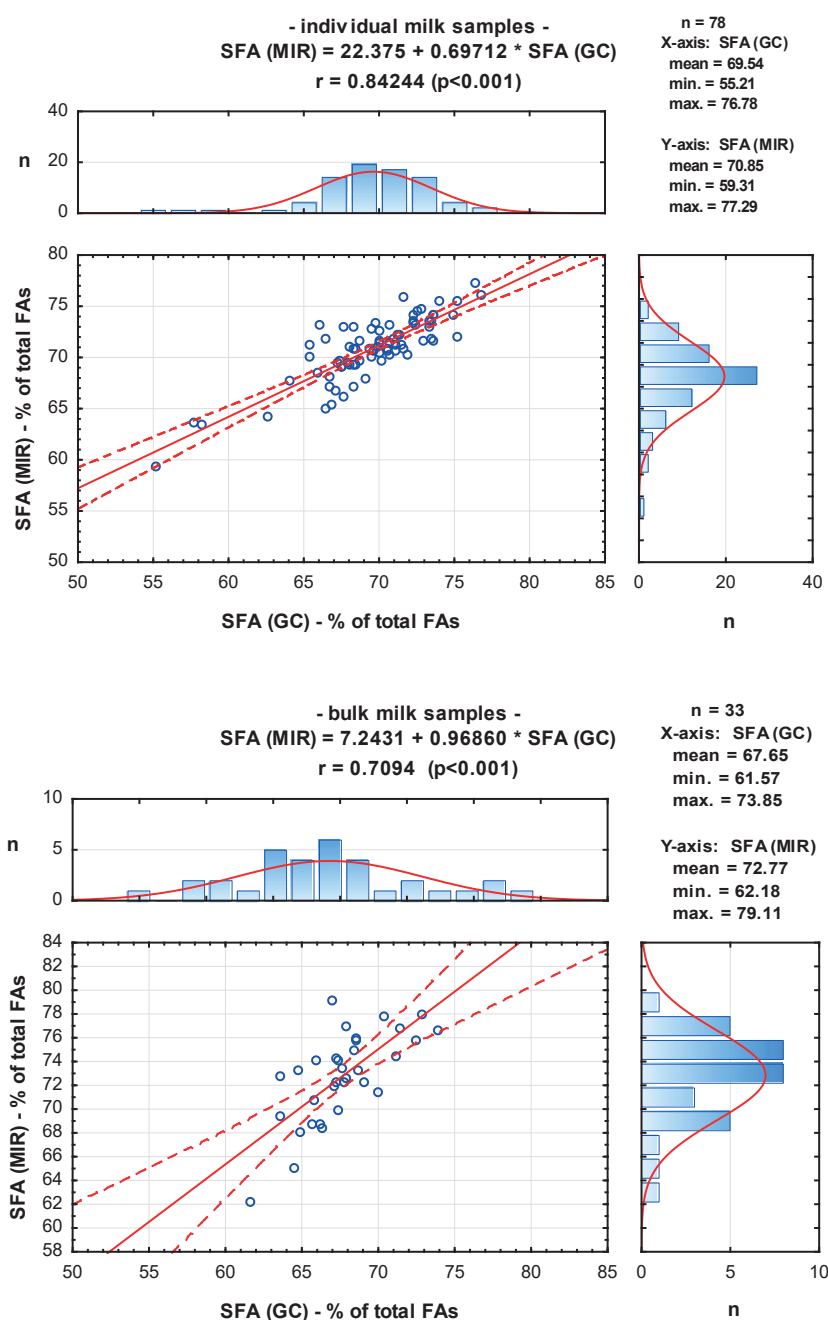 - individual milk samples -
SFA (MIR) = 22.375 + 0.69712 * SFA (GC)
r = 0.84244 (p<0.001)
n = 78
X-axis: SFA (GC)
mean = 69.54
min. = 55.21
max. = 76.78
Y-axis: SFA (MIR)
mean = 70.85
min. = 59.31
max. = 77.29
40
20
0
n
80
75
70
65
60
55
50
SFA (MIR) - % of total FAs
50 55 60 65 70 75 80 85
SFA (GC) - % of total FAs
0 20 40
n
- bulk milk samples -
SFA (MIR) = 7.2431 + 0.96860 * SFA (GC)
r = 0.7094 (p<0.001)
n = 33
X-axis: SFA (GC)
mean = 67.65
min. = 61.57
max. = 73.85
Y-axis: SFA (MIR)
mean = 72.77
min. = 62.18
max. = 79.11
10
5
0
n
84
82
80
78
76
74
72
70
68
66
64
62
60
58
SFA (MIR) - % of total FAs
50 55 60 65 70 75 80 85
SFA (GC) - % of total FAs
0 5 10
n